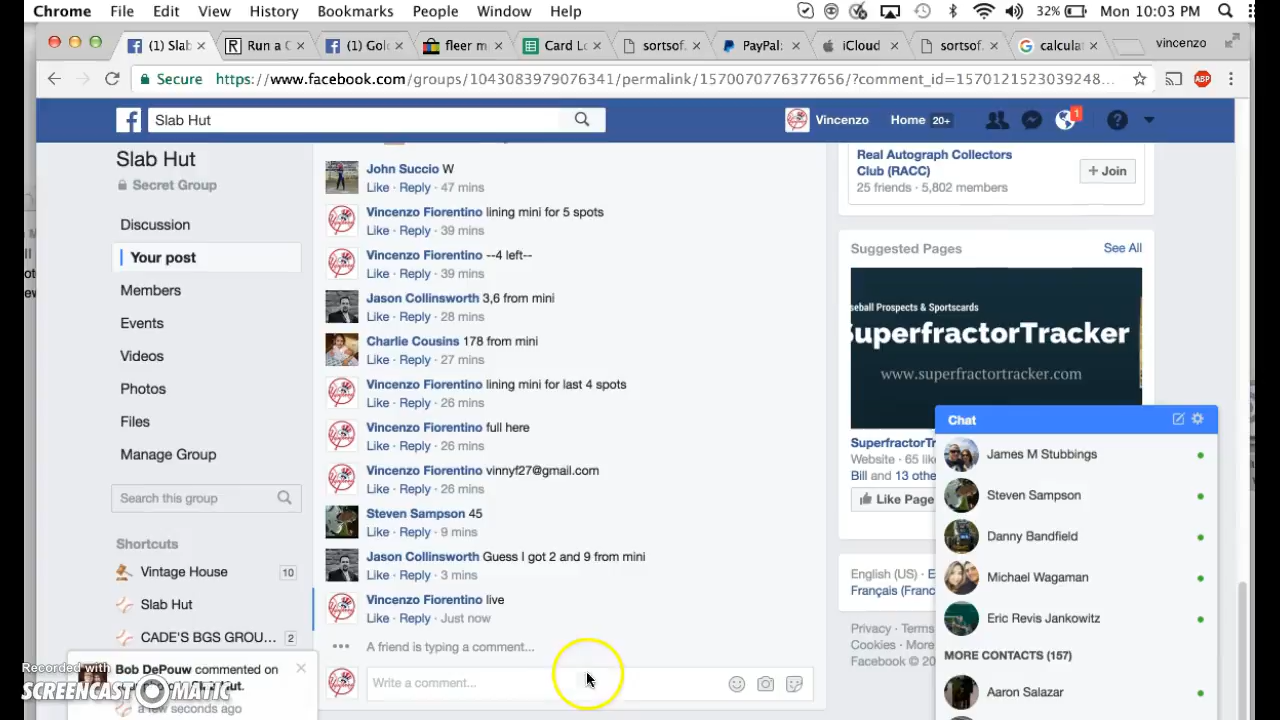 Chrome File Edit View History Bookmarks People Window Help 32% Mon 10:03 PM
(1) Slab Run a C (1) Gol fleer m Card L sortsof. PayPal: iCloud sortsof. calculat vincenzo
Secure https://www.facebook.com/groups/1043083979076341/permalink/1570070776377656/?comment_id=1570121523039248... ABP
Slab Hut Vincenzo Home 20+ 1
Slab Hut
Secret Group
Discussion
Your post
Members
Events
Videos
Photos
Files
Manage Group
Search this group
Shortcuts
Vintage House 10
Slab Hut
CADE'S BGS GROU... 2
Bob DePouw commented on
a few seconds ago
Recorded with
SCREENCAST MATIC
John Succio W
Like · Reply · 47 mins
Vincenzo Fiorentino lining mini for 5 spots
Like · Reply · 39 mins
Vincenzo Fiorentino --4 left--
Like · Reply · 39 mins
Jason Collinsworth 3,6 from mini
Like · Reply · 28 mins
Charlie Cousins 178 from mini
Like · Reply · 27 mins
Vincenzo Fiorentino lining mini for last 4 spots
Like · Reply · 26 mins
Vincenzo Fiorentino full here
Like · Reply · 26 mins
Vincenzo Fiorentino vinnyf27@gmail.com
Like · Reply · 26 mins
Steven Sampson 45
Like · Reply · 9 mins
Jason Collinsworth Guess I got 2 and 9 from mini
Like · Reply · 3 mins
Vincenzo Fiorentino live
Like · Reply · Just now
A friend is typing a comment...
Write a comment...
Real Autograph Collectors
Club (RACC)
25 friends · 5,802 members
+ Join
Suggested Pages See All
seball Prospects & Sportscards
SuperfractorTracker
www.superfractortracker.com
SuperfractorTr
Website · 65 lik
Bill and 13 othe
Like Page
English (US) · E
Français (Franc
Privacy · Terms
Cookies · More
Facebook © 20
Chat
James M Stubbings
Steven Sampson
Danny Bandfield
Michael Wagaman
Eric Revis Jankowitz
MORE CONTACTS (157)
Aaron Salazar